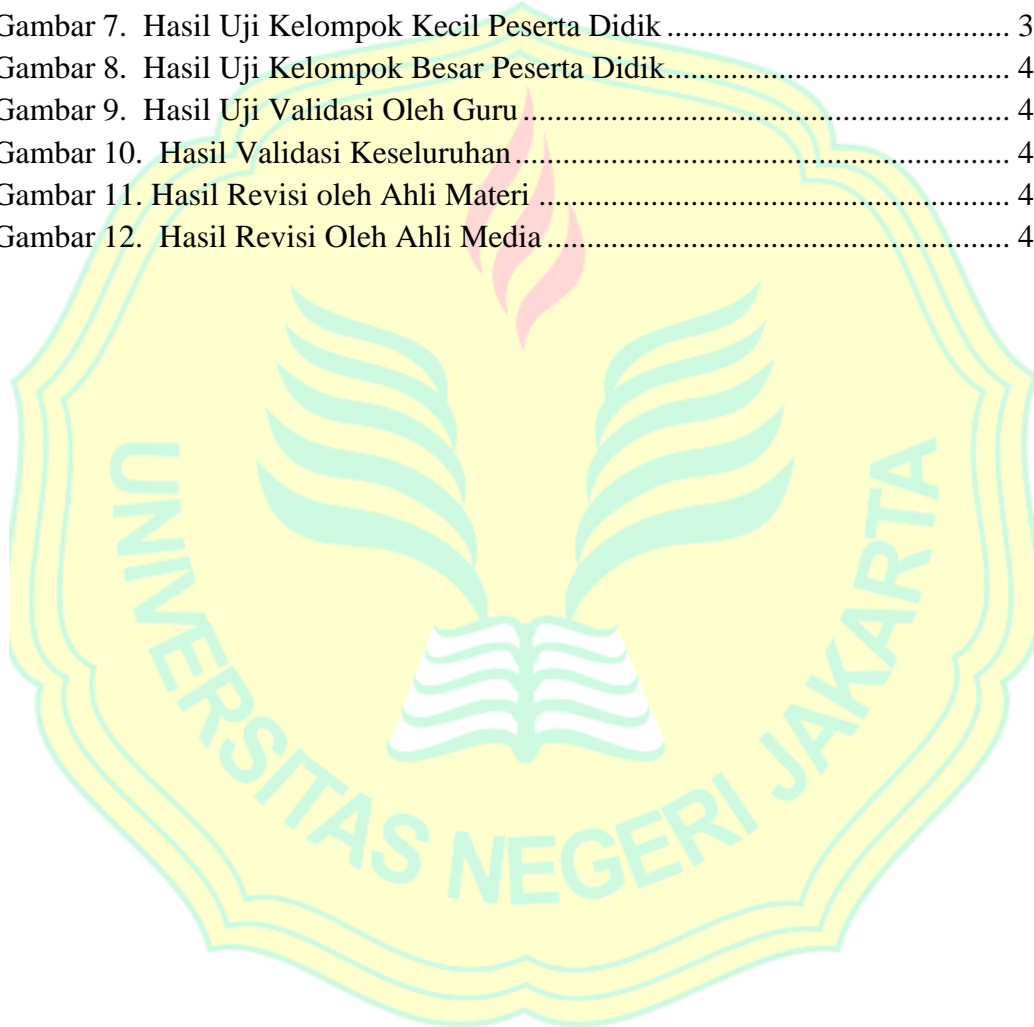 Gambar 7.  Hasil Uji Kelompok Kecil Peserta Didik ...................................... 3
Gambar 8.  Hasil Uji Kelompok Besar Peserta Didik...................................... 4
Gambar 9.  Hasil Uji Validasi Oleh Guru ...................................................... 4
Gambar 10.  Hasil Validasi Keseluruhan....................................................... 4
Gambar 11. Hasil Revisi oleh Ahli Materi .................................................... 4
Gambar 12.  Hasil Revisi Oleh Ahli Media ................................................... 4
UNIVERSITAS NEGERI JAKARTA